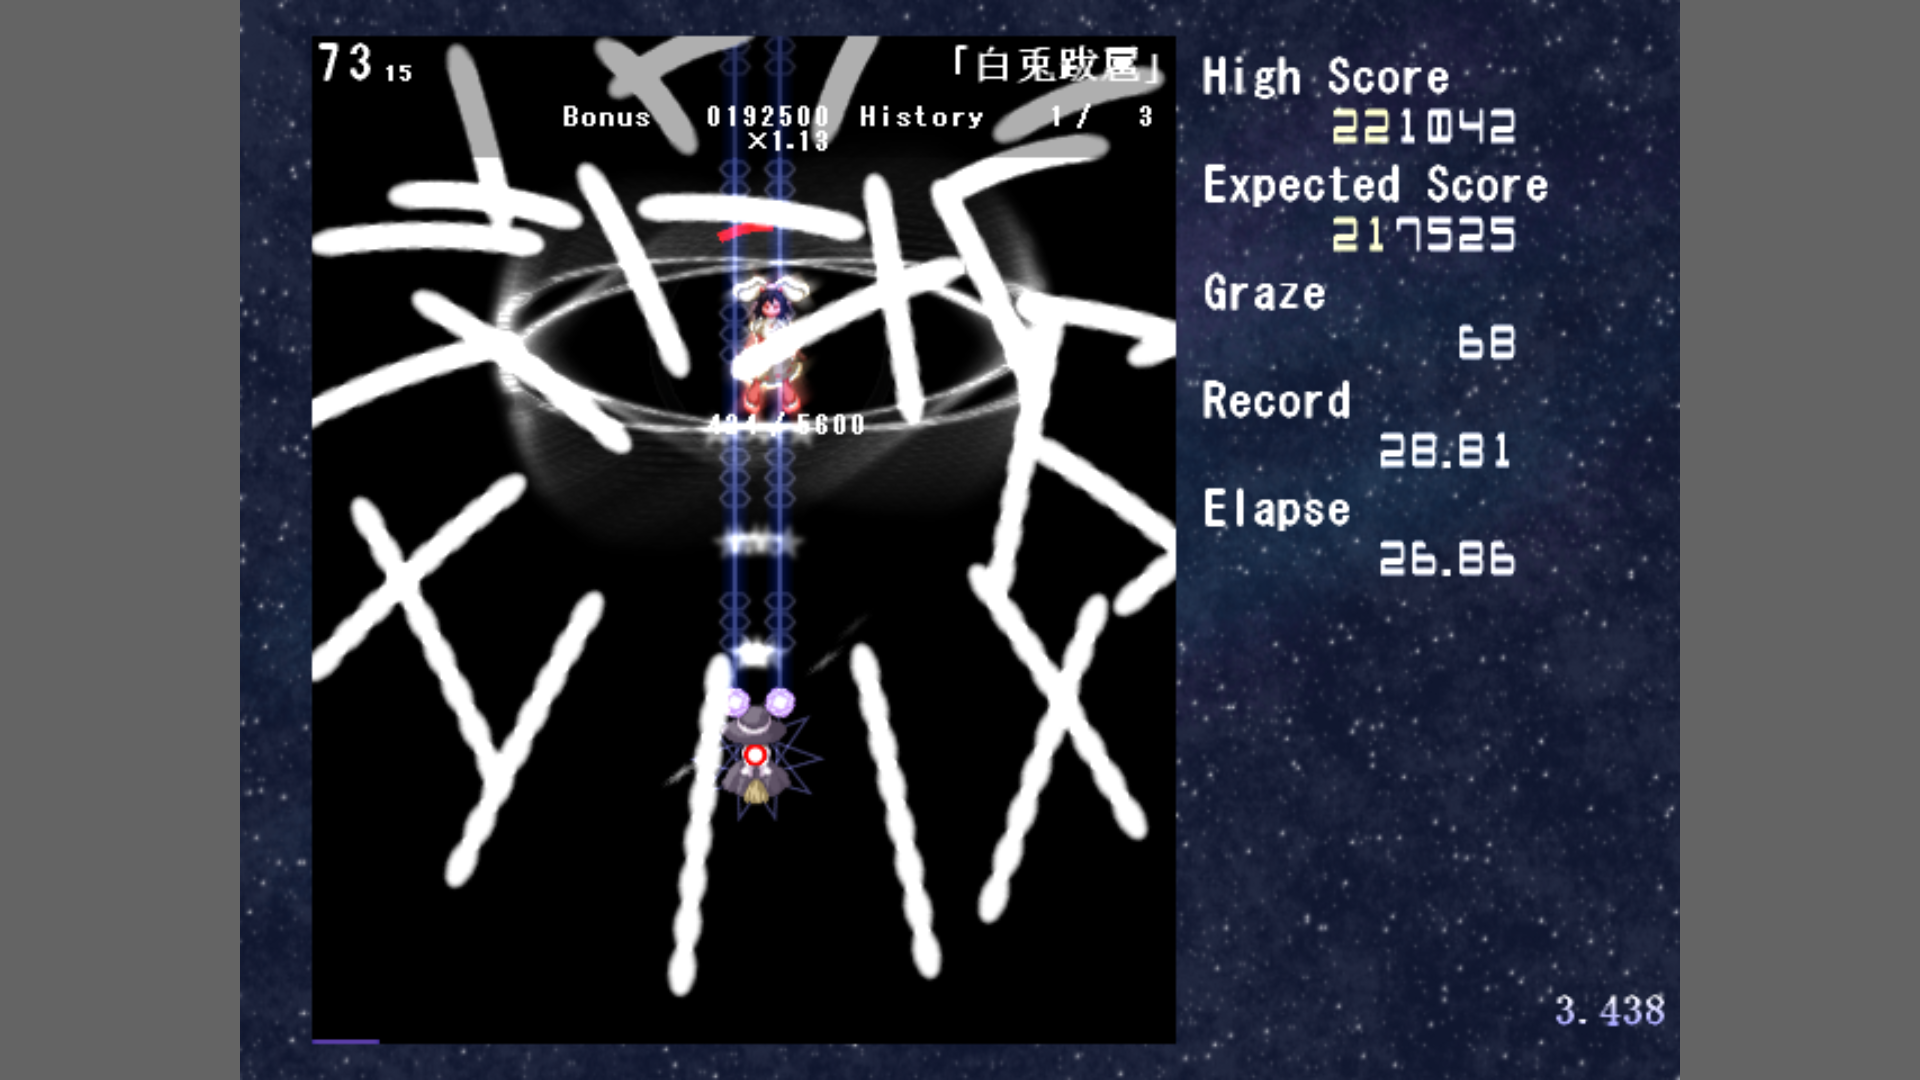 73 15
「白兎跋扈」
Bonus 0192500 History 1 / 3
×1.13
/ 5600
High Score
221042
Expected Score
217525
Graze
68
Record
28.81
Elapse
26.86
3.438